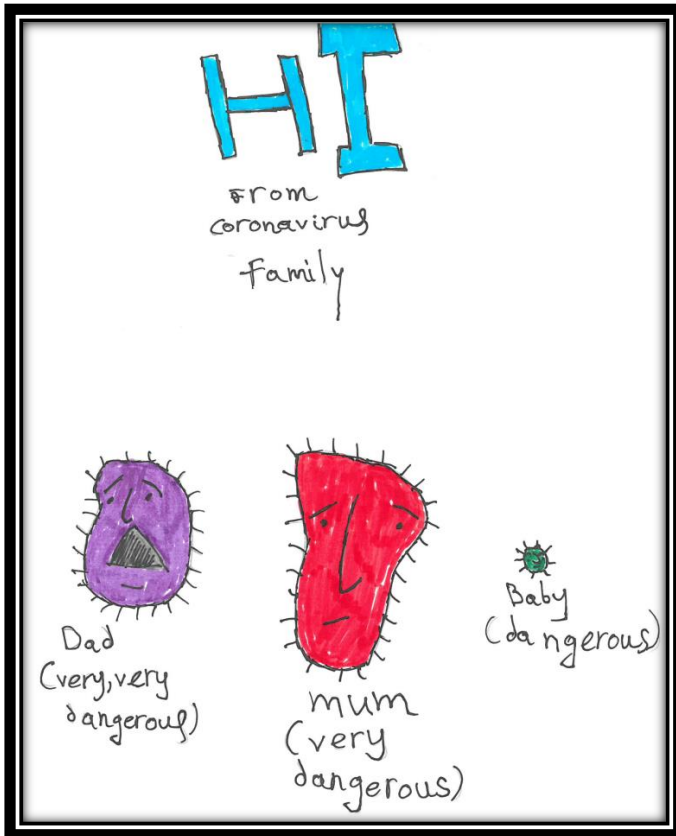 HI
From
coronavirus
Family
Dad
(very, very
dangerous)
Mum
(very
dangerous)
Baby
(dangerous)